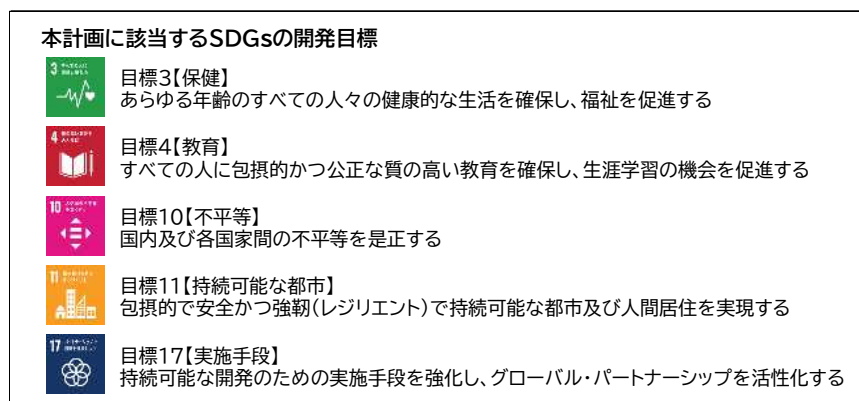 本計画に該当するSDGsの開発目標
3
目標3【保健】
あらゆる年齢のすべての人々の健康的な生活を確保し、福祉を促進する
4
目標4【教育】
すべての人に包摂的かつ公正な質の高い教育を確保し、生涯学習の機会を促進する
10
目標10【不平等】
国内及び各国家間の不平等を是正する
11
目標11【持続可能な都市】
包摂的で安全かつ強靭(レジリエント)で持続可能な都市及び人間居住を実現する
17
目標17【実施手段】
持続可能な開発のための実施手段を強化し、グローバル・パートナーシップを活性化する